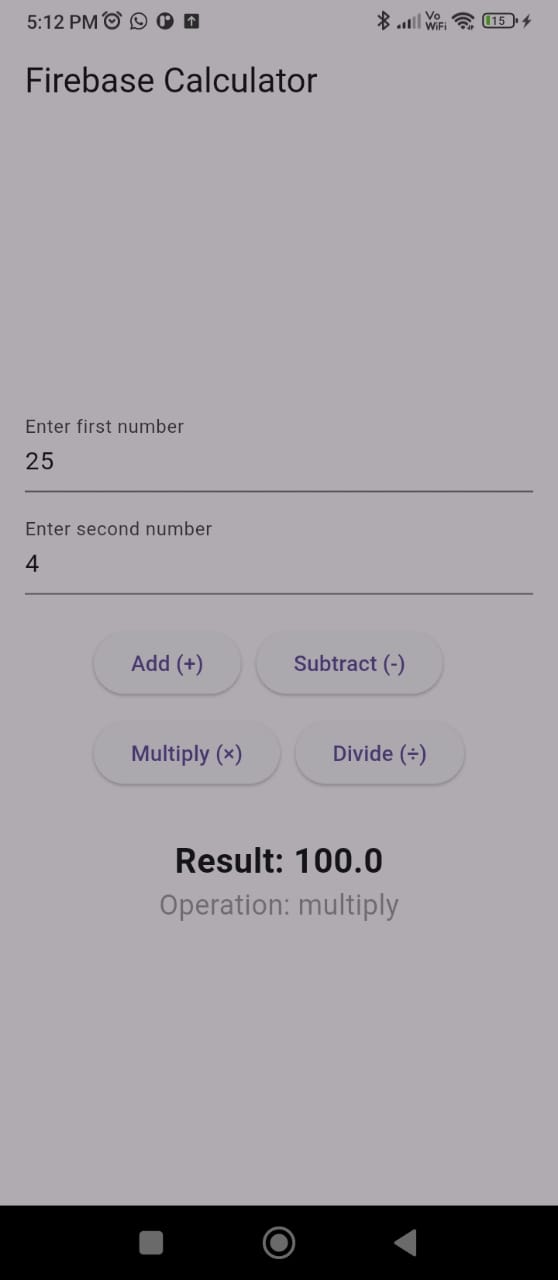 5:12 PM
Vo
WiFi
15
Firebase Calculator
Enter first number
25
Enter second number
4
Add (+)
Subtract (-)
Multiply (×)
Divide (÷)
Result: 100.0
Operation: multiply